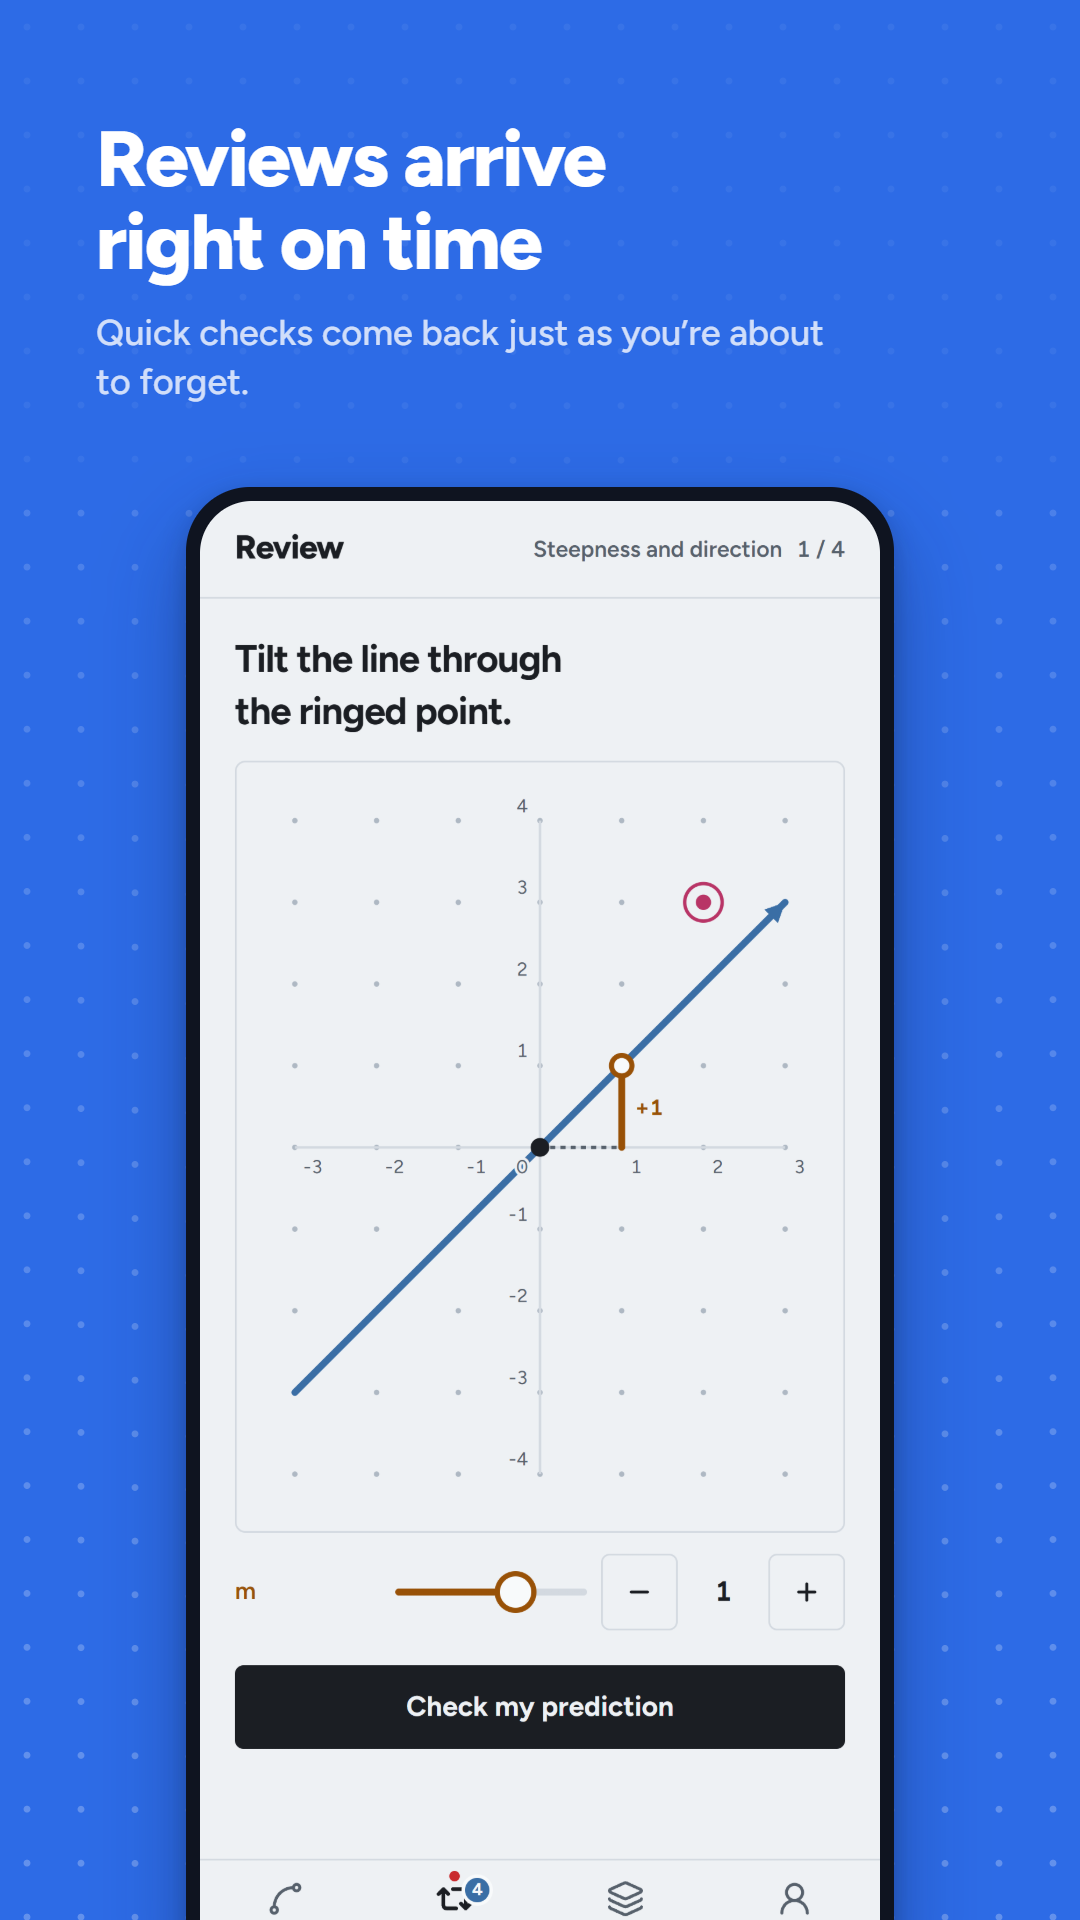 Reviews arrive
right on time
Quick checks come back just as you’re about
to forget.
Review
Steepness and direction 1 / 4
Tilt the line through
the ringed point.
4
3
2
1
+1
-3 -2 -1 0 1 2 3
-1
-2
-3
-4
m
− 1 +
Check my prediction
4